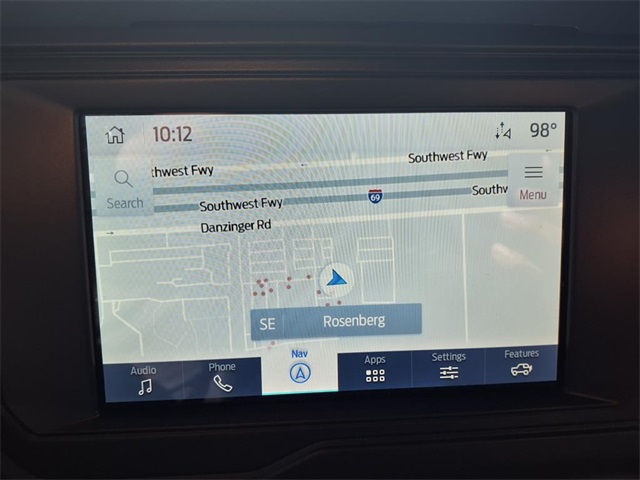 10:12
98°
Southwest Fwy
hwest Fwy
Search
Menu
69
Southw
Southwest Fwy
Danzinger Rd
SE Rosenberg
Audio
Phone
Nav
Apps
Settings
Features